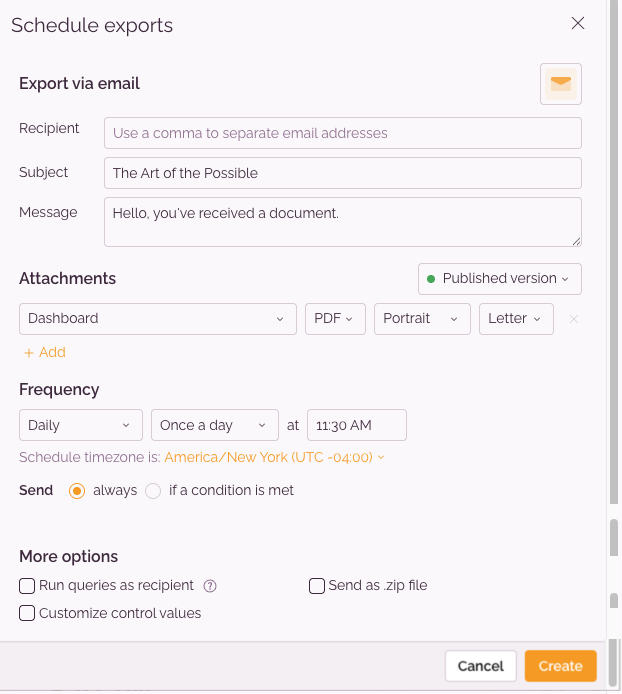 Schedule exports
Export via email
Recipient Use a comma to separate email addresses
Subject The Art of the Possible
Message Hello, you've received a document.
Attachments Published version
Dashboard PDF Portrait Letter
+ Add
Frequency
Daily Once a day at 11:30 AM
Schedule timezone is: America/New York (UTC -04:00)
Send always if a condition is met
More options
Run queries as recipient ? Send as .zip file
Customize control values
Cancel Create